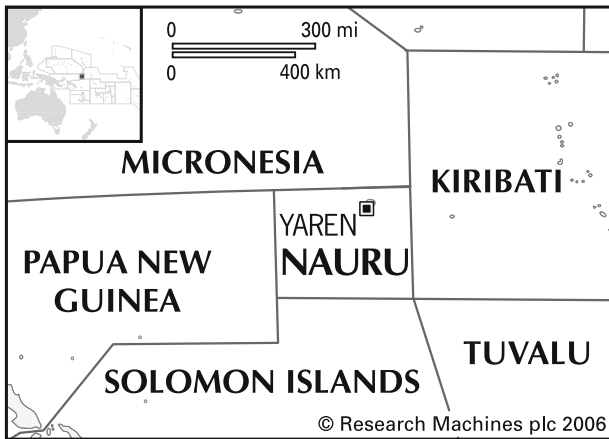 0 300 mi
0 400 km
MICRONESIA
KIRIBATI
YAREN
NAURU
PAPUA NEW
GUINEA
TUVALU
SOLOMON ISLANDS
© Research Machines plc 2006